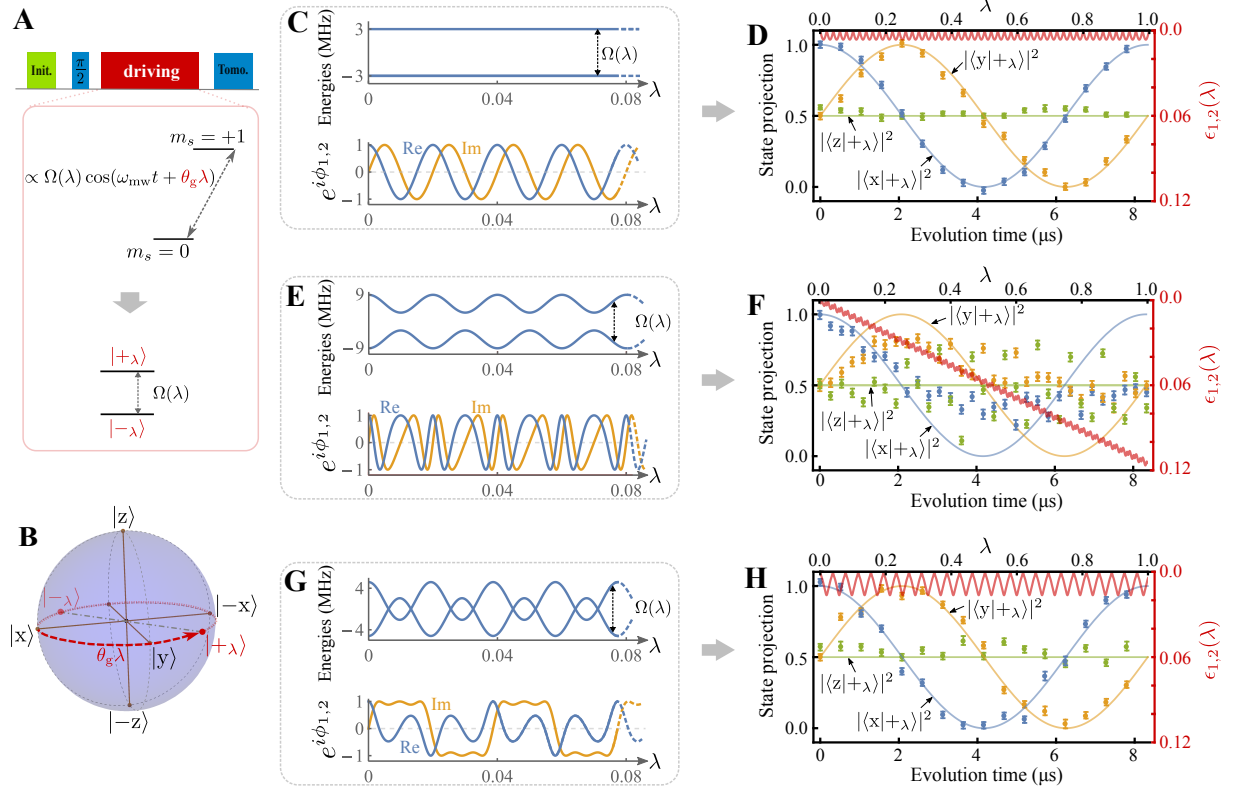 A
Init.
π/2
driving
Tomo.
m_s = +1
∝ Ω(λ) cos(ω_mw t + θ_g λ)
m_s = 0
|+_λ⟩
Ω(λ)
|−_λ⟩
B
|z⟩
|−_λ⟩
|−x⟩
|x⟩
|+_λ⟩
θ_g λ
|y⟩
|−z⟩
C
Energies (MHz)
3
−3
Ω(λ)
0
0.04
0.08
λ
e^{iϕ_{1,2}}
1
0
−1
Re
Im
0
0.04
0.08
λ
D
λ
0.0 0.2 0.4 0.6 0.8 1.0
State projection
1.0
0.5
0.0
|⟨y|+_λ⟩|²
|⟨z|+_λ⟩|²
|⟨x|+_λ⟩|²
0.0
0.06
0.12
ϵ_{1,2}(λ)
0 2 4 6 8
Evolution time (μs)
E
Energies (MHz)
9
−9
Ω(λ)
0
0.04
0.08
λ
e^{iϕ_{1,2}}
1
0
−1
Re
Im
0
0.04
0.08
λ
F
λ
0.0 0.2 0.4 0.6 0.8 1.0
State projection
1.0
0.5
0.0
|⟨y|+_λ⟩|²
|⟨z|+_λ⟩|²
|⟨x|+_λ⟩|²
0.0
0.06
0.12
ϵ_{1,2}(λ)
0 2 4 6 8
Evolution time (μs)
G
Energies (MHz)
4
−4
Ω(λ)
0
0.04
0.08
λ
e^{iϕ_{1,2}}
1
0
−1
Im
Re
0
0.04
0.08
λ
H
λ
0.0 0.2 0.4 0.6 0.8 1.0
State projection
1.0
0.5
0.0
|⟨y|+_λ⟩|²
|⟨z|+_λ⟩|²
|⟨x|+_λ⟩|²
0.0
0.06
0.12
ϵ_{1,2}(λ)
0 2 4 6 8
Evolution time (μs)